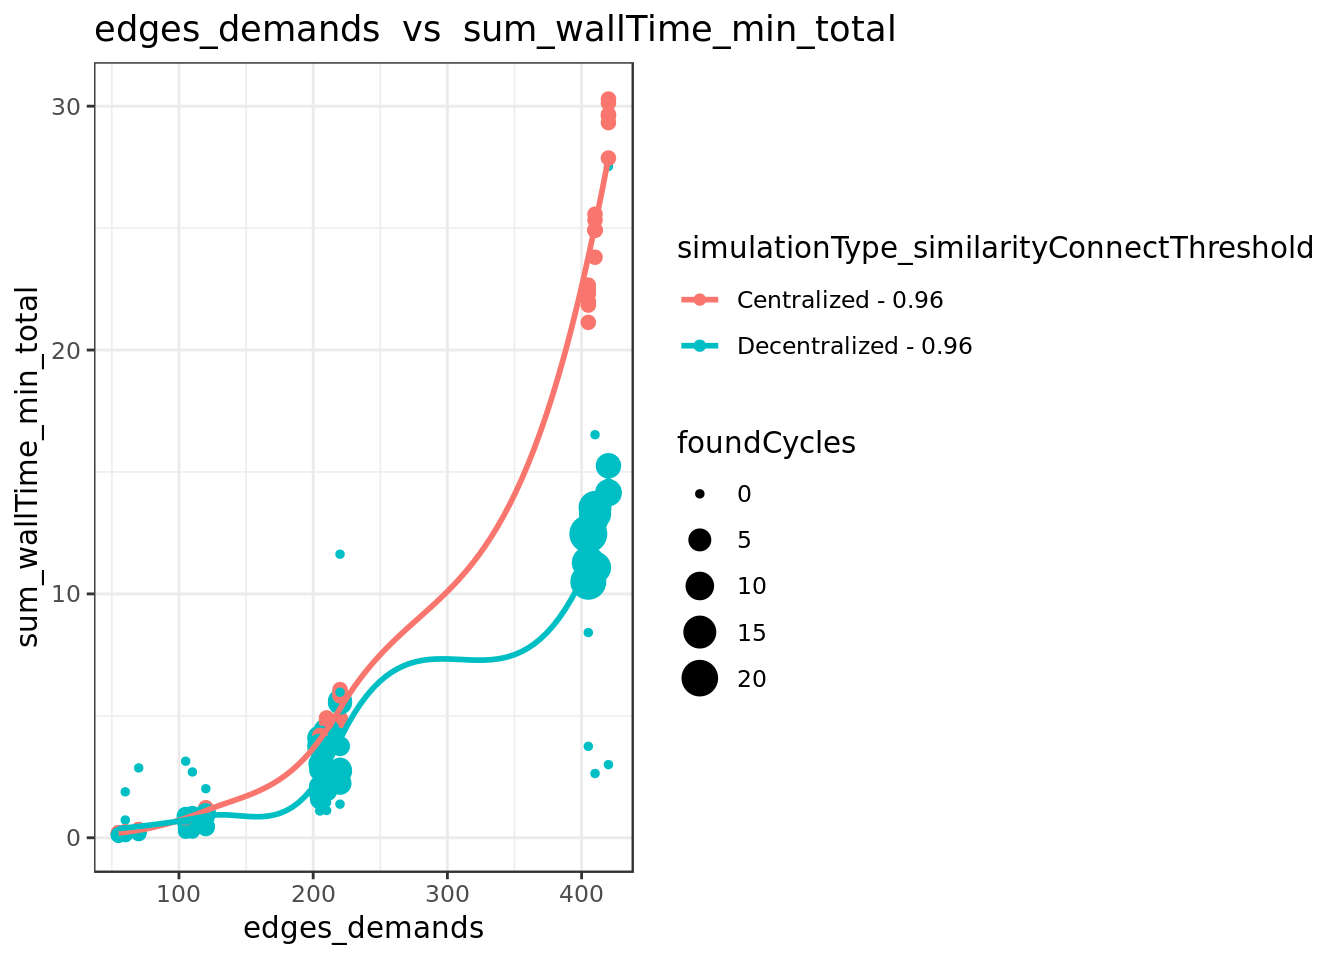 edges_demands  vs  sum_wallTime_min_total
sum_wallTime_min_total
30
20
10
0
100
200
300
400
edges_demands
simulationType_similarityConnectThreshold
Centralized - 0.96
Decentralized - 0.96
foundCycles
0
5
10
15
20